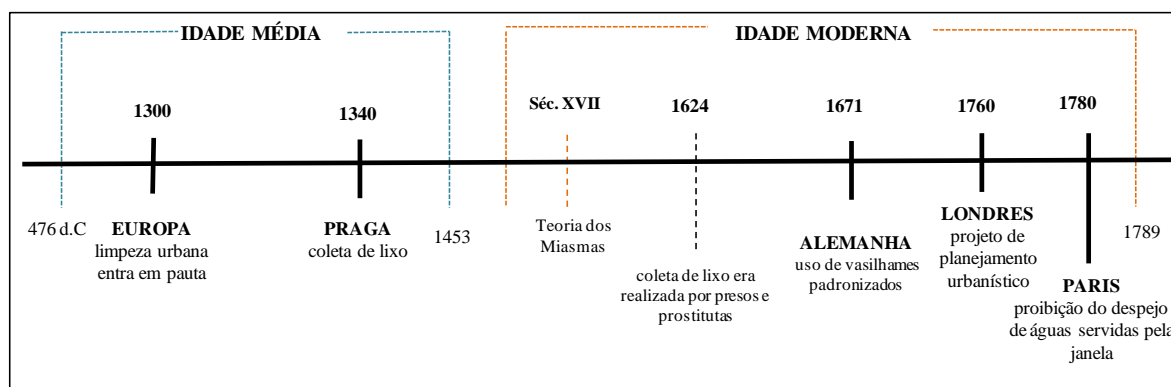 IDADE MÉDIA
IDADE MODERNA
1300
1340
Séc. XVII
1624
1671
1760
1780
476 d.C
EUROPA
limpeza urbana
entra em pauta
PRAGA
coleta de lixo
1453
Teoria dos
Miasmas
coleta de lixo era
realizada por presos e
prostitutas
ALEMANHA
uso de vasilhames
padronizados
LONDRES
projeto de
planejamento
urbanístico
PARIS
proibição do despejo
de águas servidas pela
janela
1789